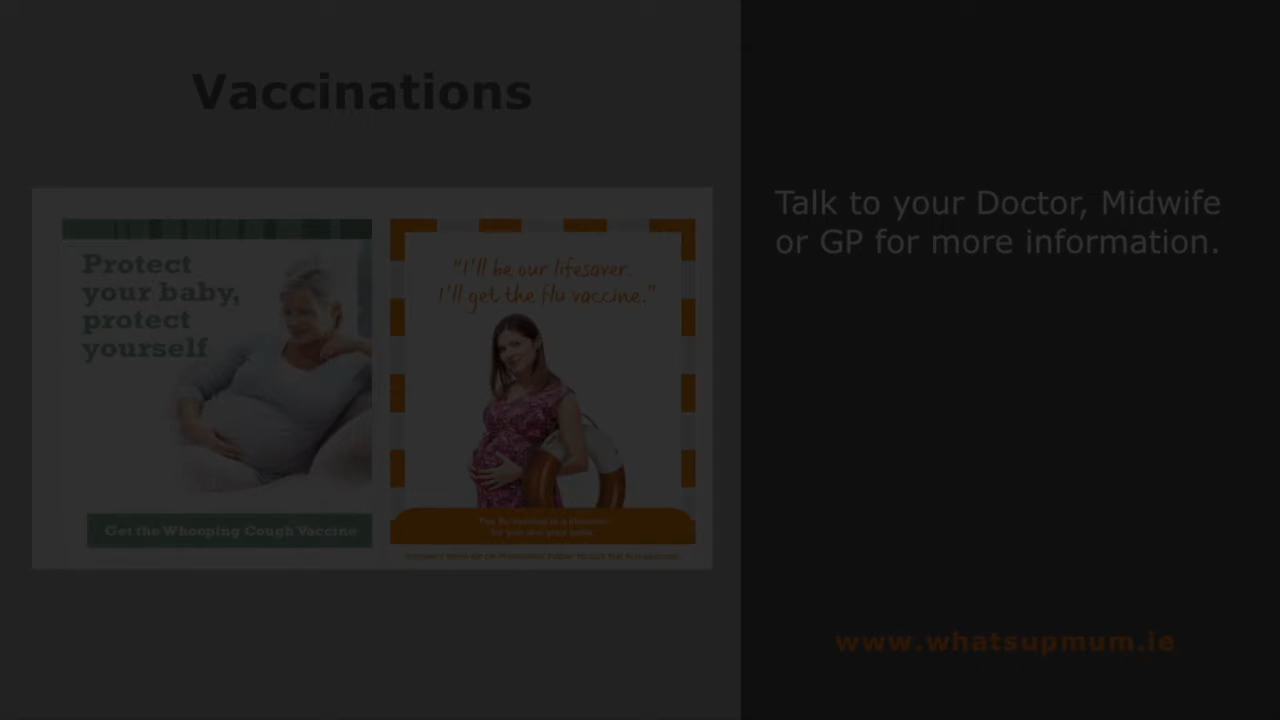 Vaccinations
Protect
your baby,
protect
yourself
Get the Whooping Cough Vaccine
"I'll be our lifesaver.
I'll get the flu vaccine."
Talk to your Doctor, Midwife
or GP for more information.
www.whatsupmum.ie